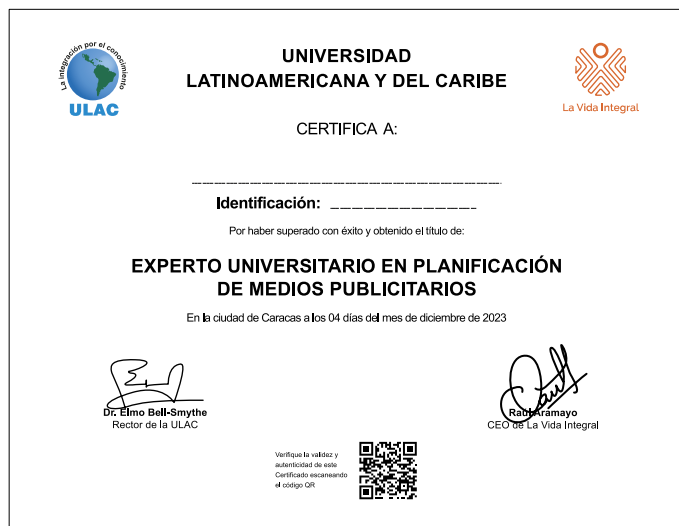 La integración por el conocimiento
ULAC
UNIVERSIDAD
LATINOAMERICANA Y DEL CARIBE
La Vida Integral
CERTIFICA A:
Identificación:
Por haber superado con éxito y obtenido el título de:
EXPERTO UNIVERSITARIO EN PLANIFICACIÓN
DE MEDIOS PUBLICITARIOS
En la ciudad de Caracas a los 04 días del mes de diciembre de 2023
Dr. Elmo Bell-Smythe
Rector de la ULAC
Raúl Aramayo
CEO de La Vida Integral
Verifique la validez y
autenticidad de este
Certificado escaneando
el código QR